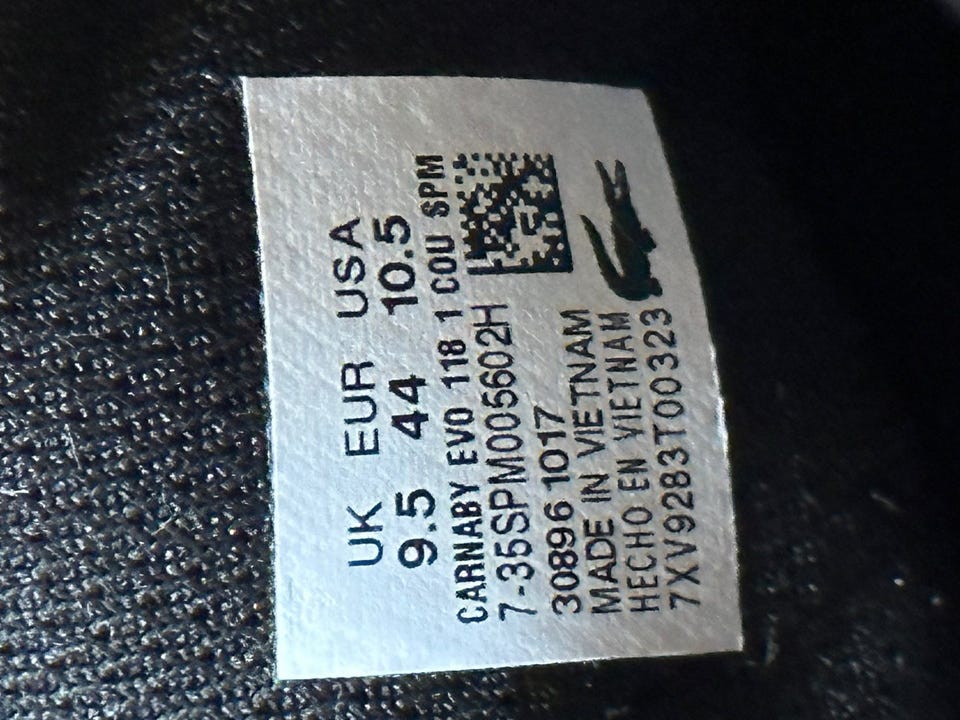 UK EUR USA
9.5 44 10.5
CARNABY EVO 118 1 COU SPM
7-35SPM005602H
30896 1017
MADE IN VIETNAM
HECHO EN VIETNAM
7XV9283T00323